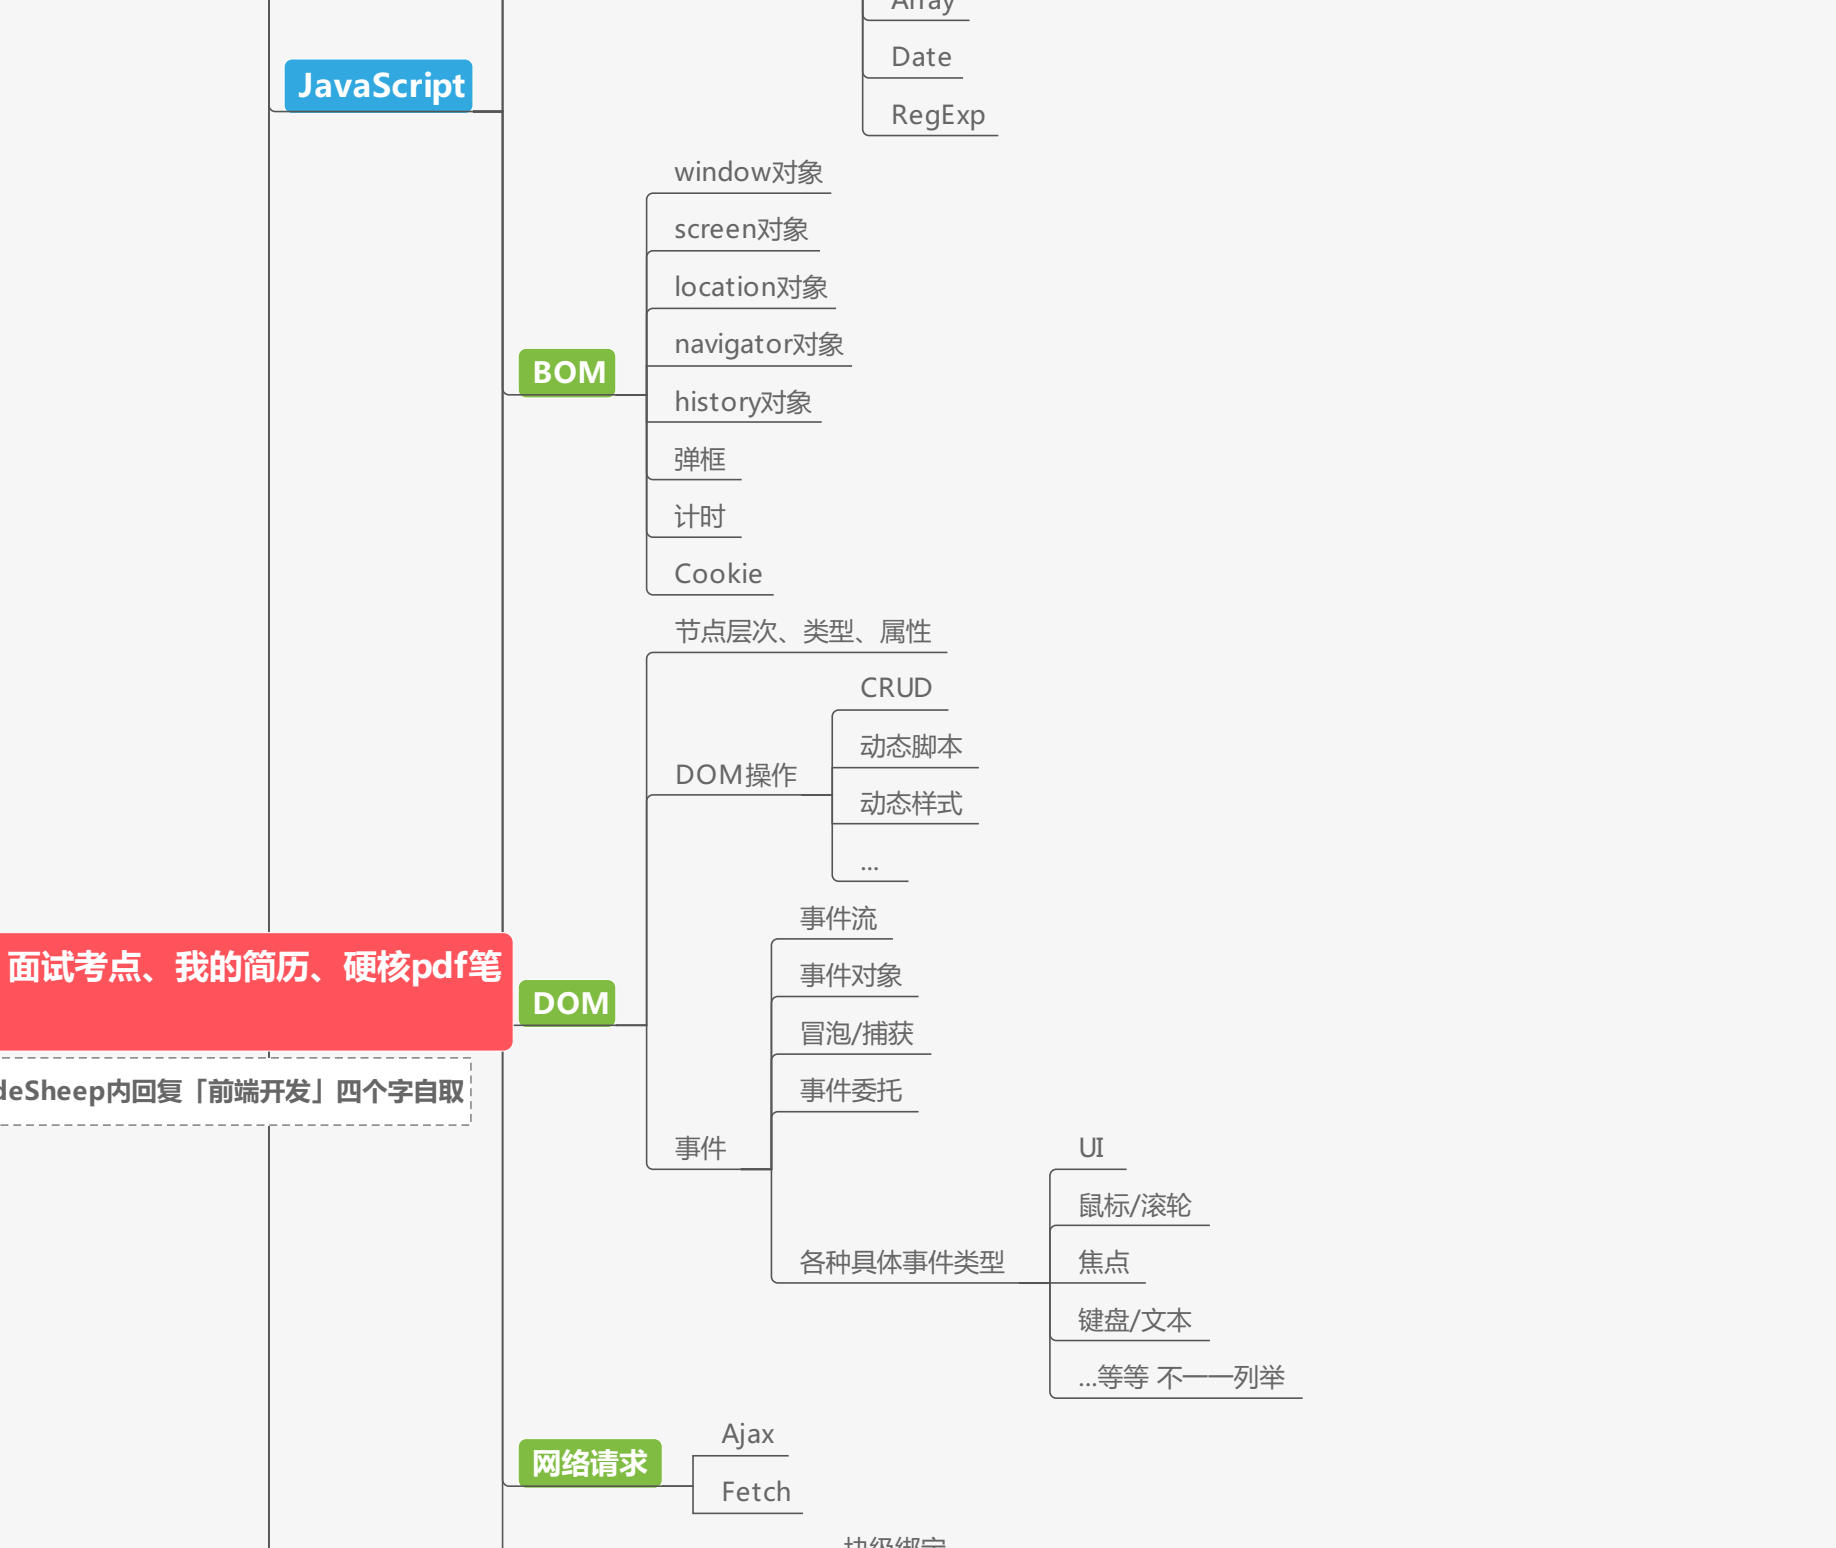 Array
Date
JavaScript
RegExp
window对象
screen对象
location对象
navigator对象
BOM
history对象
弹框
计时
Cookie
节点层次、类型、属性
CRUD
动态脚本
DOM操作
动态样式
...
事件流
面试考点、我的简历、硬核pdf笔
事件对象
DOM
冒泡/捕获
事件委托
deSheep内回复「前端开发」四个字自取
事件
UI
鼠标/滚轮
各种具体事件类型
焦点
键盘/文本
...等等 不一一列举
Ajax
网络请求
Fetch
块级绑定